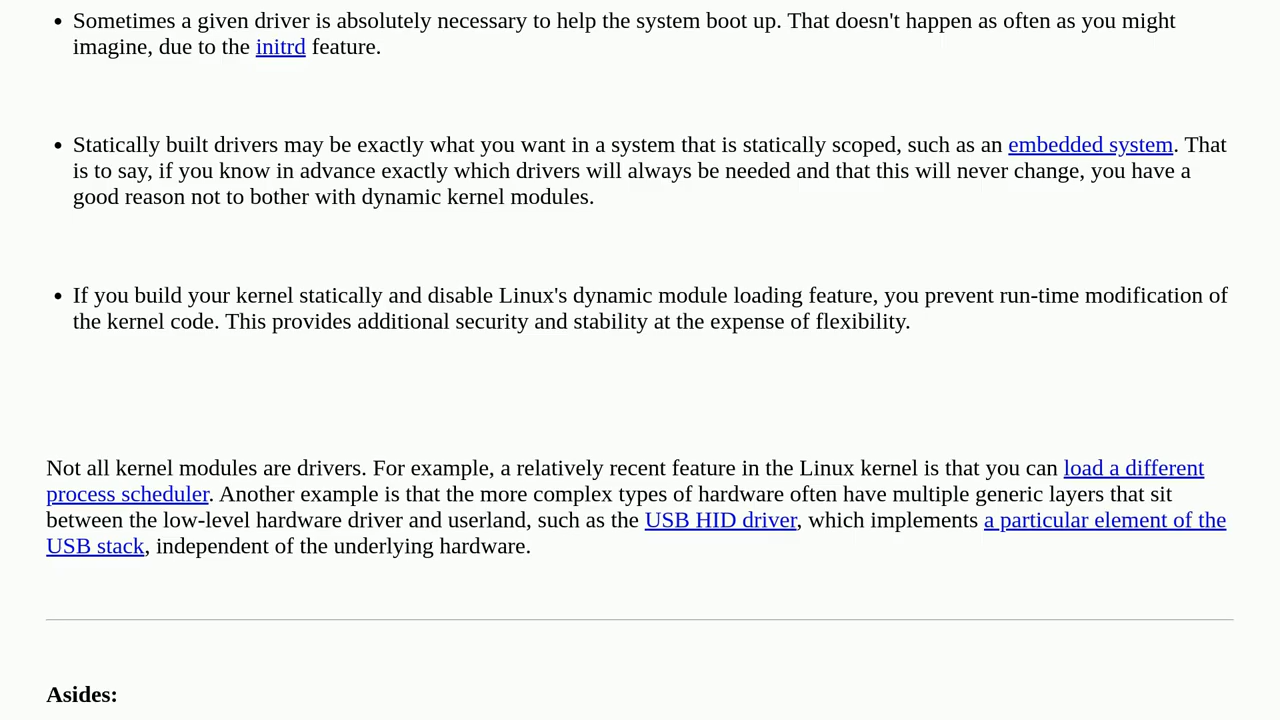 Sometimes a given driver is absolutely necessary to help the system boot up. That doesn't happen as often as you might
imagine, due to the initrd feature.
Statically built drivers may be exactly what you want in a system that is statically scoped, such as an embedded system. That
is to say, if you know in advance exactly which drivers will always be needed and that this will never change, you have a
good reason not to bother with dynamic kernel modules.
If you build your kernel statically and disable Linux's dynamic module loading feature, you prevent run-time modification of
the kernel code. This provides additional security and stability at the expense of flexibility.
Not all kernel modules are drivers. For example, a relatively recent feature in the Linux kernel is that you can load a different
process scheduler. Another example is that the more complex types of hardware often have multiple generic layers that sit
between the low-level hardware driver and userland, such as the USB HID driver, which implements a particular element of the
USB stack, independent of the underlying hardware.
Asides: